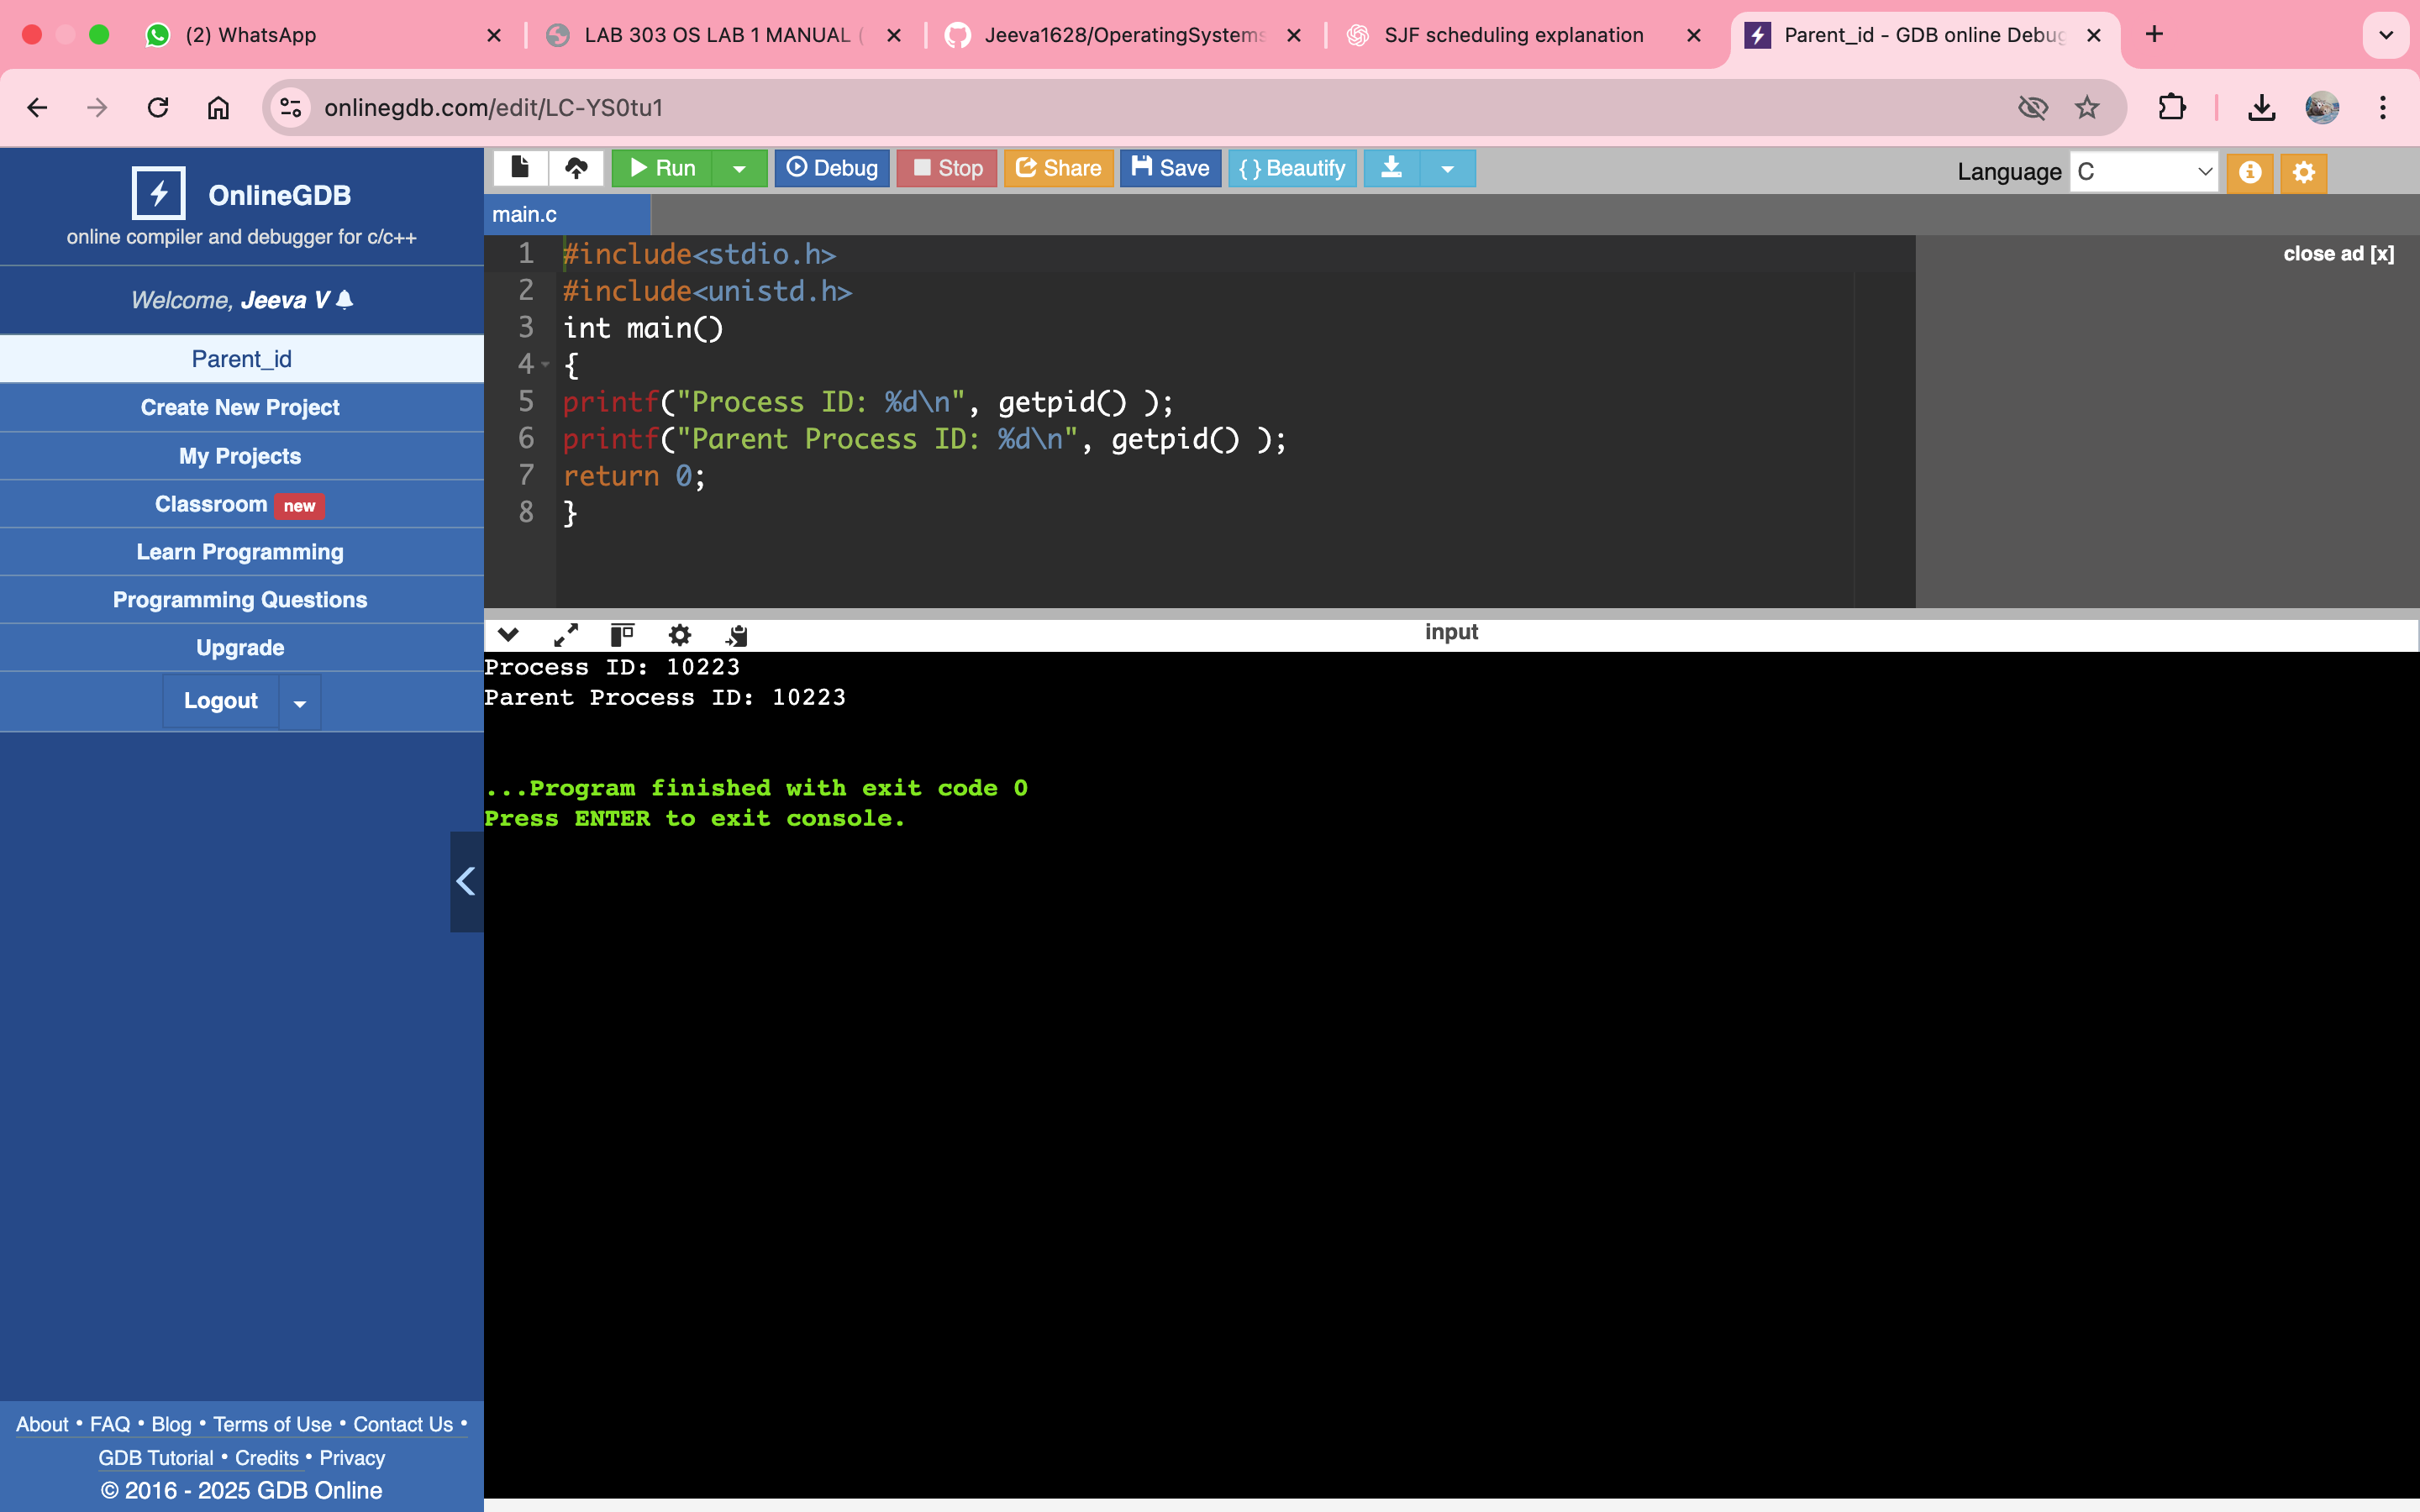 (2) WhatsApp
LAB 303 OS LAB 1 MANUAL (
Jeeva1628/OperatingSystems
SJF scheduling explanation
Parent_id - GDB online Debug
onlinegdb.com/edit/LC-YS0tu1
OnlineGDB
online compiler and debugger for c/c++
Welcome, Jeeva V
Parent_id
Create New Project
My Projects
Classroom new
Learn Programming
Programming Questions
Upgrade
Logout
About • FAQ • Blog • Terms of Use • Contact Us •
GDB Tutorial • Credits • Privacy
© 2016 - 2025 GDB Online
Run
Debug
Stop
Share
Save
{ } Beautify
Language C
main.c
close ad [x]
1 #include<stdio.h>
2 #include<unistd.h>
3 int main()
4 {
5 printf("Process ID: %d\n", getpid() );
6 printf("Parent Process ID: %d\n", getpid() );
7 return 0;
8 }
input
Process ID: 10223
Parent Process ID: 10223
...Program finished with exit code 0
Press ENTER to exit console.